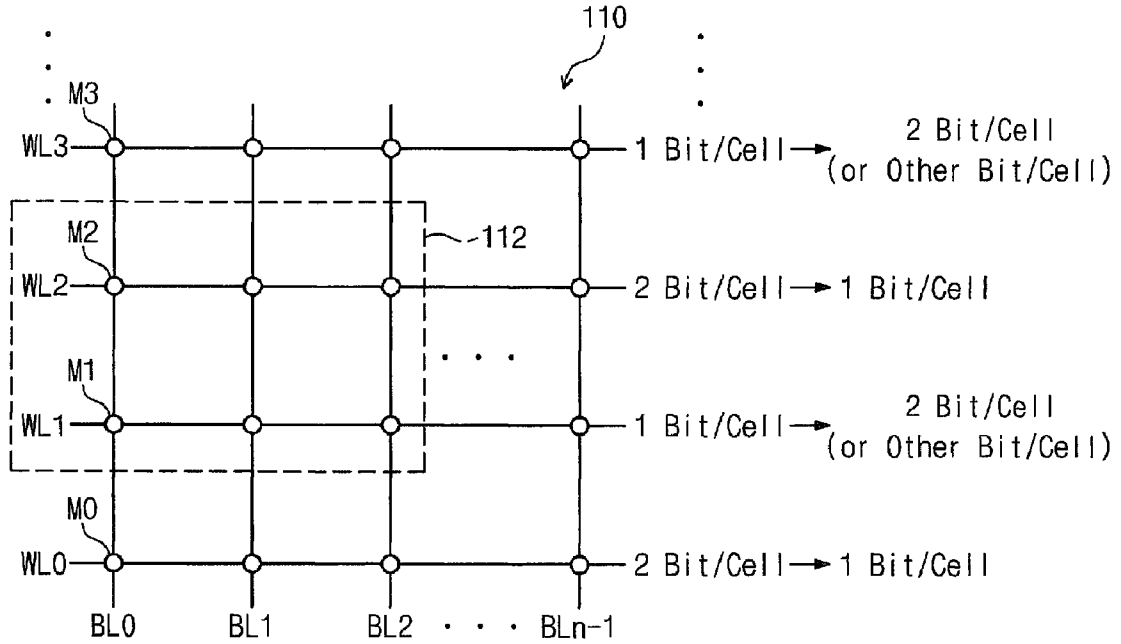 110
M3
WL3 1 Bit/Cell 2 Bit/Cell
(or Other Bit/Cell)
112
M2
WL2 2 Bit/Cell 1 Bit/Cell
M1
WL1 1 Bit/Cell 2 Bit/Cell
(or Other Bit/Cell)
M0
WL0 2 Bit/Cell 1 Bit/Cell
BL0 BL1 BL2 · · · BLn-1